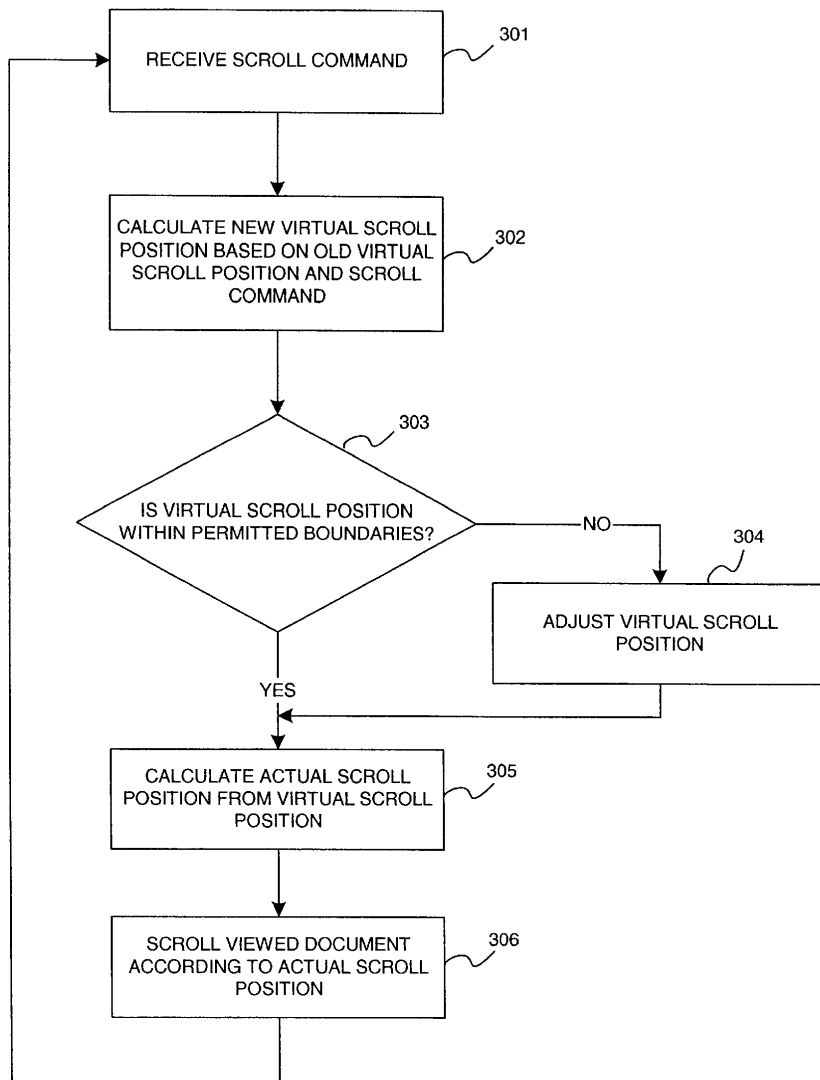 RECEIVE SCROLL COMMAND
301
CALCULATE NEW VIRTUAL SCROLL
POSITION BASED ON OLD VIRTUAL
SCROLL POSITION AND SCROLL
COMMAND
302
303
IS VIRTUAL SCROLL POSITION
WITHIN PERMITTED BOUNDARIES?
NO
304
ADJUST VIRTUAL SCROLL
POSITION
YES
CALCULATE ACTUAL SCROLL
POSITION FROM VIRTUAL SCROLL
POSITION
305
SCROLL VIEWED DOCUMENT
ACCORDING TO ACTUAL SCROLL
POSITION
306